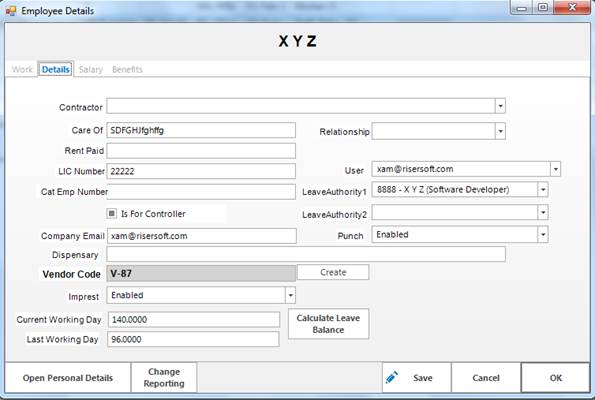 Employee Details
X Y Z
Work Details Salary Benefits
Contractor
Care Of SDFGHJfghffg Relationship
Rent Paid
LIC Number 22222 User xam@risersoft.com
Cat Emp Number LeaveAuthority1 8888 - X Y Z (Software Developer)
Is For Controller LeaveAuthority2
Company Email xam@risersoft.com Punch Enabled
Dispensary
Vendor Code V-87 Create
Imprest Enabled
Current Working Day 140.0000 Calculate Leave
Balance
Last Working Day 96.0000
Open Personal Details Change
Reporting Save Cancel OK